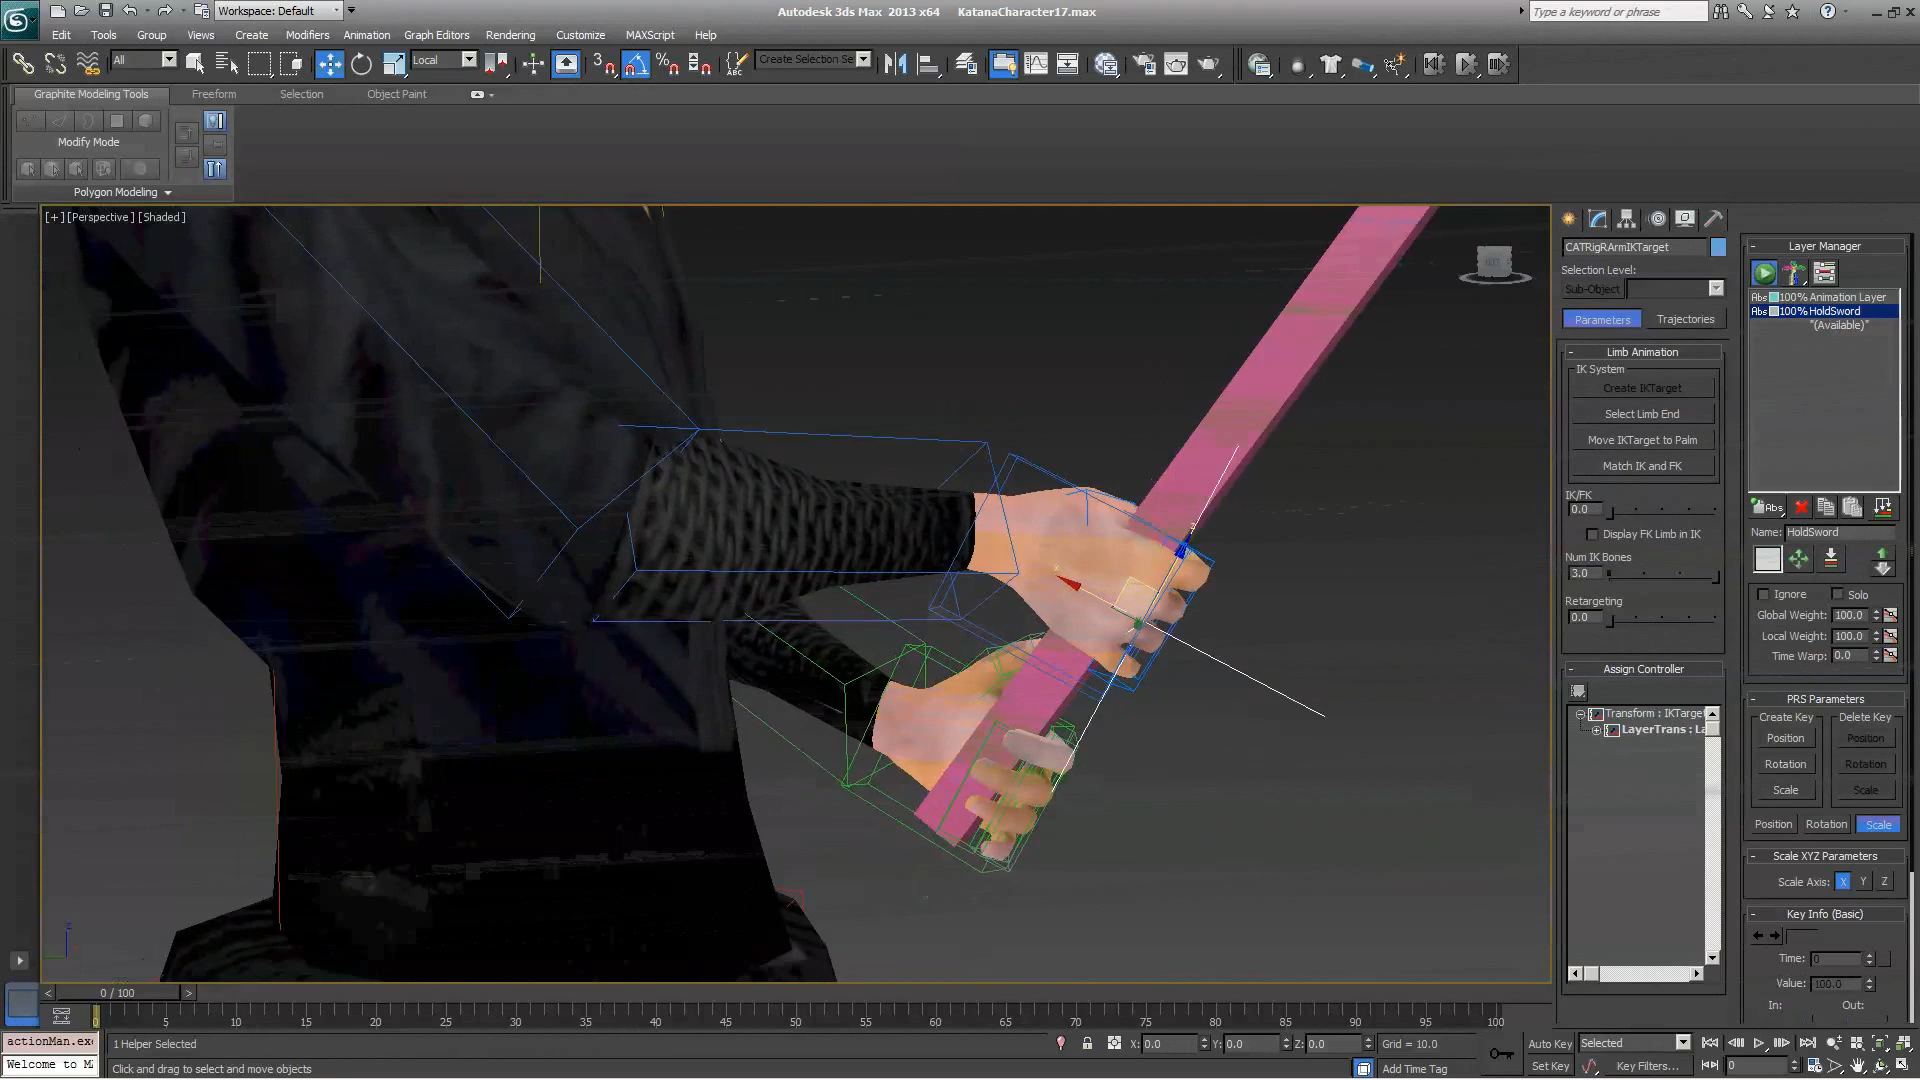 Workspace: Default
Autodesk 3ds Max 2013 x64 KatanaCharacter17.max
Type a keyword or phrase
Edit Tools Group Views Create Modifiers Animation Graph Editors Rendering Customize MAXScript Help
All
Local
Create Selection Se
Graphite Modeling Tools Freeform Selection Object Paint
Modify Mode
Polygon Modeling
[+] [Perspective] [Shaded]
CATRigRArmIKTarget
Selection Level:
Sub-Object
Parameters Trajectories
Limb Animation
IK System
Create IKTarget
Select Limb End
Move IKTarget to Palm
Match IK and FK
IK/FK
0.0
Display FK Limb in IK
Num IK Bones
3.0
Retargeting
0.0
Assign Controller
Transform : IKTarget
LayerTrans : La
Layer Manager
Abs 100% Animation Layer
Abs 100% HoldSword
"(Available)"
Abs
Name: HoldSword
Ignore Solo
Global Weight: 100.0
Local Weight: 100.0
Time Warp: 0.0
PRS Parameters
Create Key Delete Key
Position Position
Rotation Rotation
Scale Scale
Position Rotation Scale
Scale XYZ Parameters
Scale Axis: X Y Z
Key Info (Basic)
Time: 0
Value: 100.0
In: Out:
0 / 100
0 5 10 15 20 25 30 35 40 45 50 55 60 65 70 75 80 85 90 95 100
actionMan.exe
Welcome to M
1 Helper Selected
Click and drag to select and move objects
X: 0.0 Y: 0.0 Z: 0.0
Grid = 10.0
Add Time Tag
Auto Key Selected
Set Key Key Filters...
0